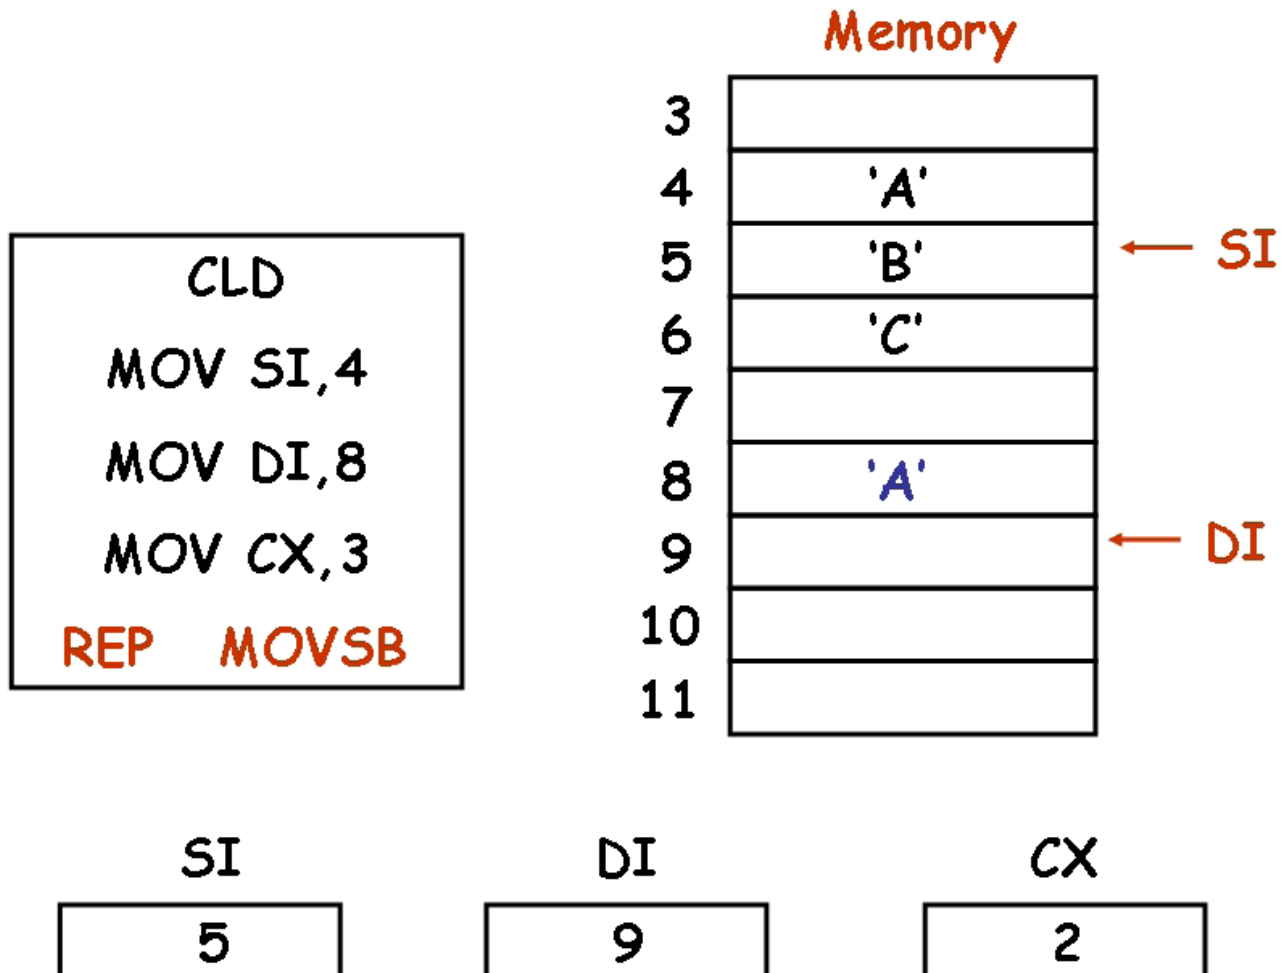 Memory
3
4 'A'
CLD
5 'B' SI
6 'C'
MOV SI,4
7
MOV DI,8
8 'A'
MOV CX,3
9 DI
10
REP MOVSB
11
SI DI CX
5 9 2